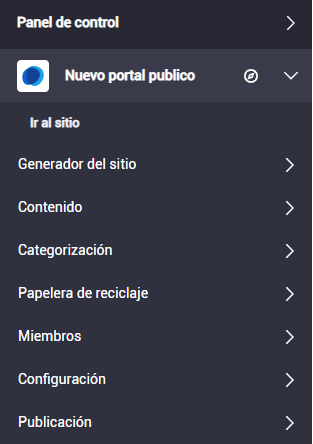 Panel de control
Nuevo portal publico
Ir al sitio
Generador del sitio
Contenido
Categorización
Papelera de reciclaje
Miembros
Configuración
Publicación